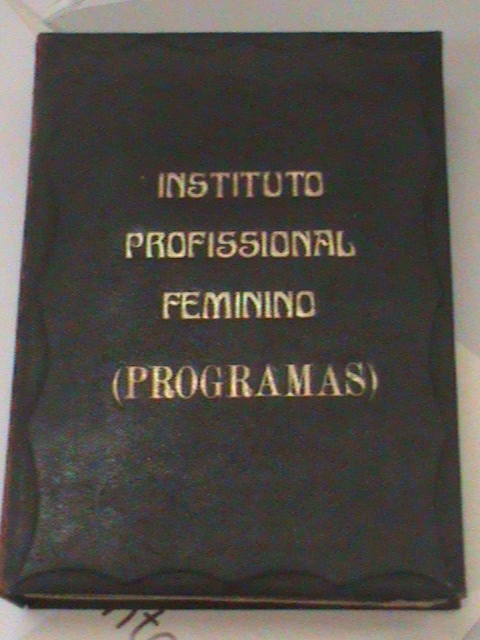 INSTITUTO
PROFISSIONAL
FEMININO
(PROGRAMAS)